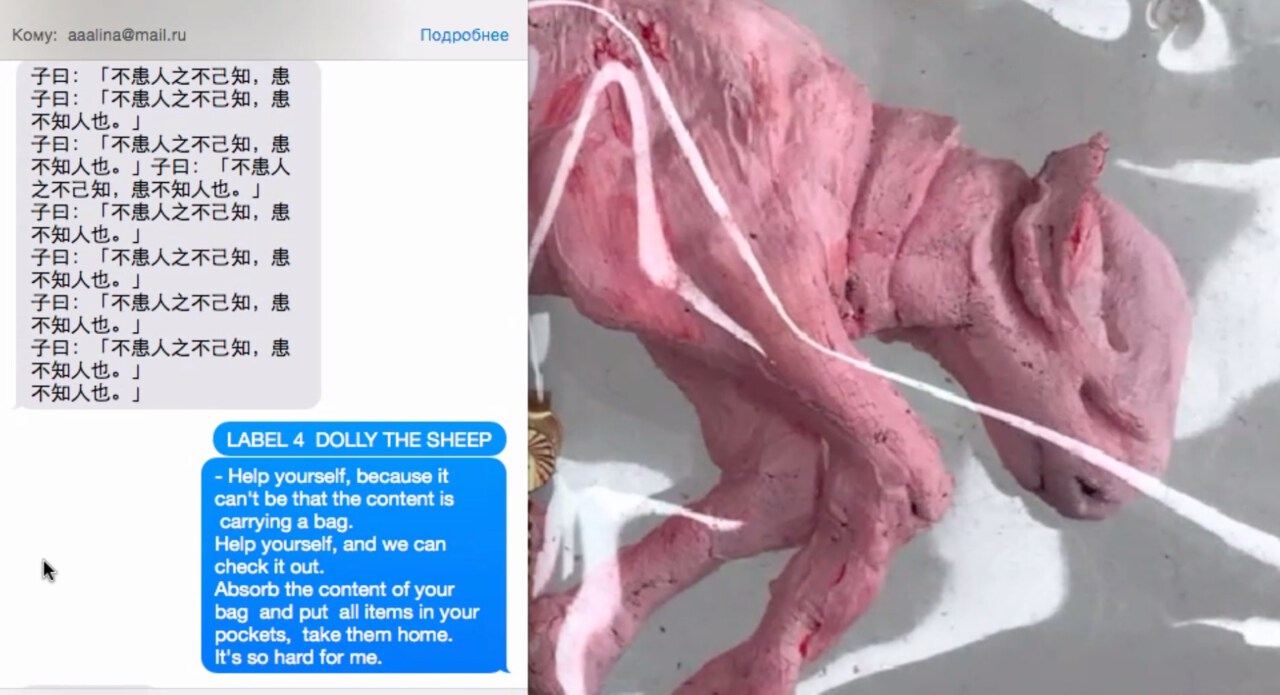 Кому: aaalina@mail.ru
Подробнее
子曰：「不患人之不己知，患
子曰：「不患人之不己知，患
不知人也。」
子曰：「不患人之不己知，患
不知人也。」子曰：「不患人
之不己知，患不知人也。」
子曰：「不患人之不己知，患
不知人也。」
子曰：「不患人之不己知，患
不知人也。」
子曰：「不患人之不己知，患
不知人也。」
子曰：「不患人之不己知，患
不知人也。」
不知人也。」
LABEL 4  DOLLY THE SHEEP
- Help yourself, because it
can't be that the content is
carrying a bag.
Help yourself, and we can
check it out.
Absorb the content of your
bag  and put  all items in your
pockets,  take them home.
It's so hard for me.